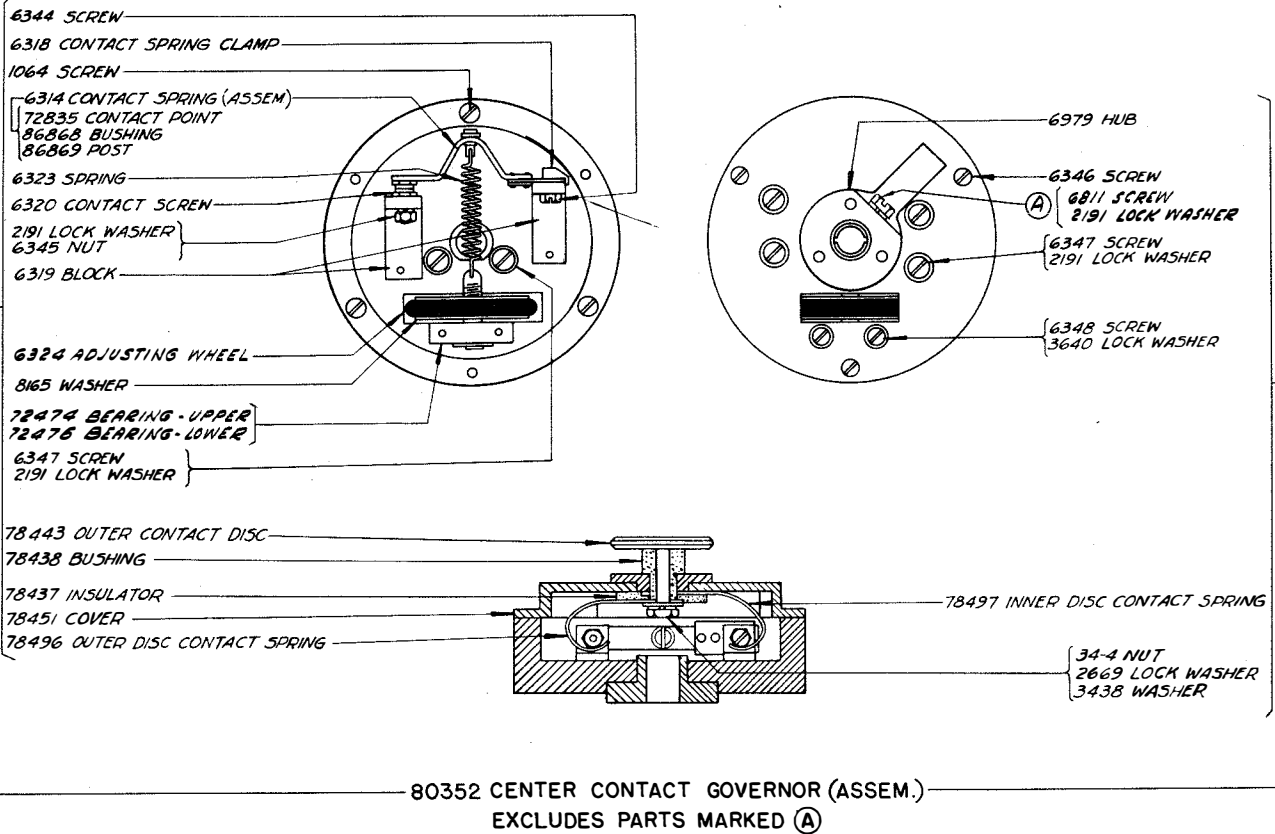 6344 SCREW
6318 CONTACT SPRING CLAMP
1064 SCREW
6314 CONTACT SPRING (ASSEM)
72835 CONTACT POINT
86868 BUSHING
86869 POST
6323 SPRING
6320 CONTACT SCREW
2191 LOCK WASHER
6345 NUT
6319 BLOCK
6324 ADJUSTING WHEEL
8165 WASHER
72474 BEARING - UPPER
72476 BEARING - LOWER
6347 SCREW
2191 LOCK WASHER
6979 HUB
6346 SCREW
A
6811 SCREW
2191 LOCK WASHER
6347 SCREW
2191 LOCK WASHER
6348 SCREW
3640 LOCK WASHER
78443 OUTER CONTACT DISC
78438 BUSHING
78437 INSULATOR
78451 COVER
78496 OUTER DISC CONTACT SPRING
78497 INNER DISC CONTACT SPRING
34-4 NUT
2669 LOCK WASHER
3438 WASHER
80352 CENTER CONTACT GOVERNOR (ASSEM.)
EXCLUDES PARTS MARKED A